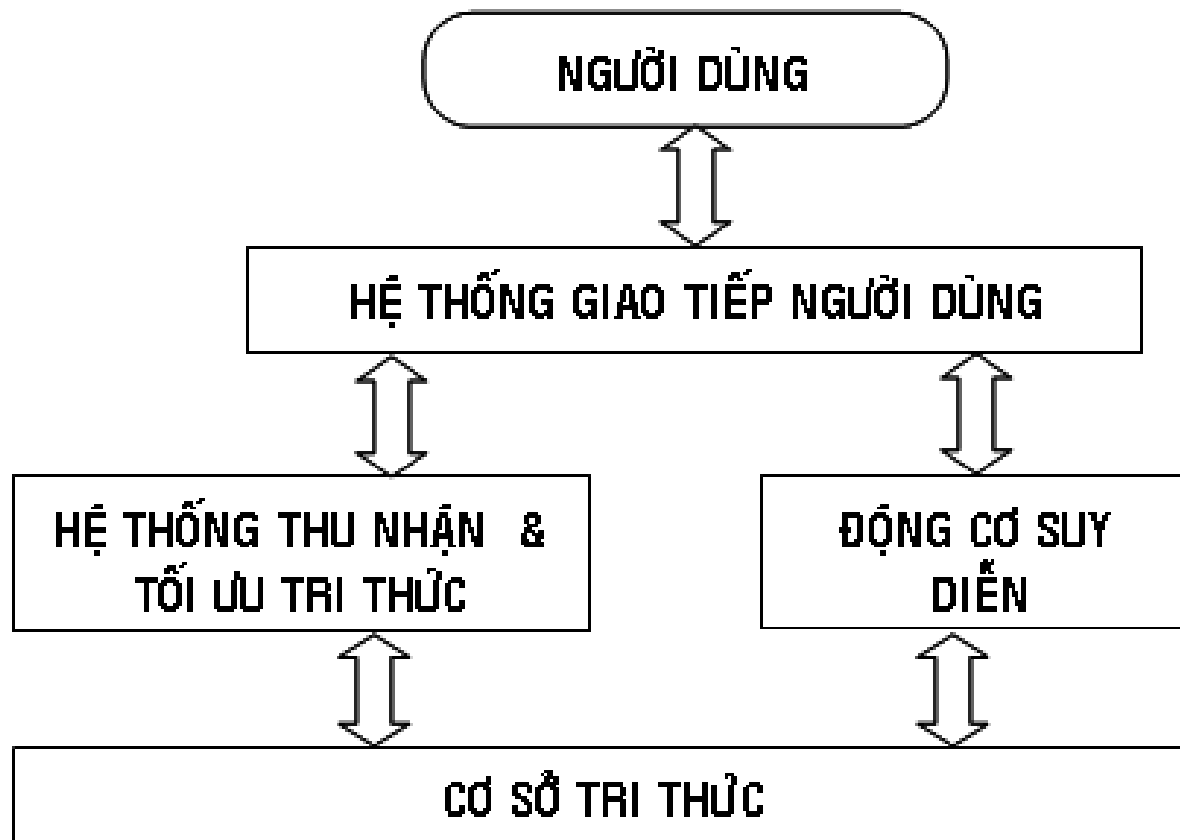 NGƯỜI DÙNG
HỆ THỐNG GIAO TIẾP NGƯỜI DÙNG
HỆ THỐNG THU NHẬN &
TỐI ƯU TRI THỨC
ĐỘNG CƠ SUY
DIỄN
CƠ SỞ TRI THỨC